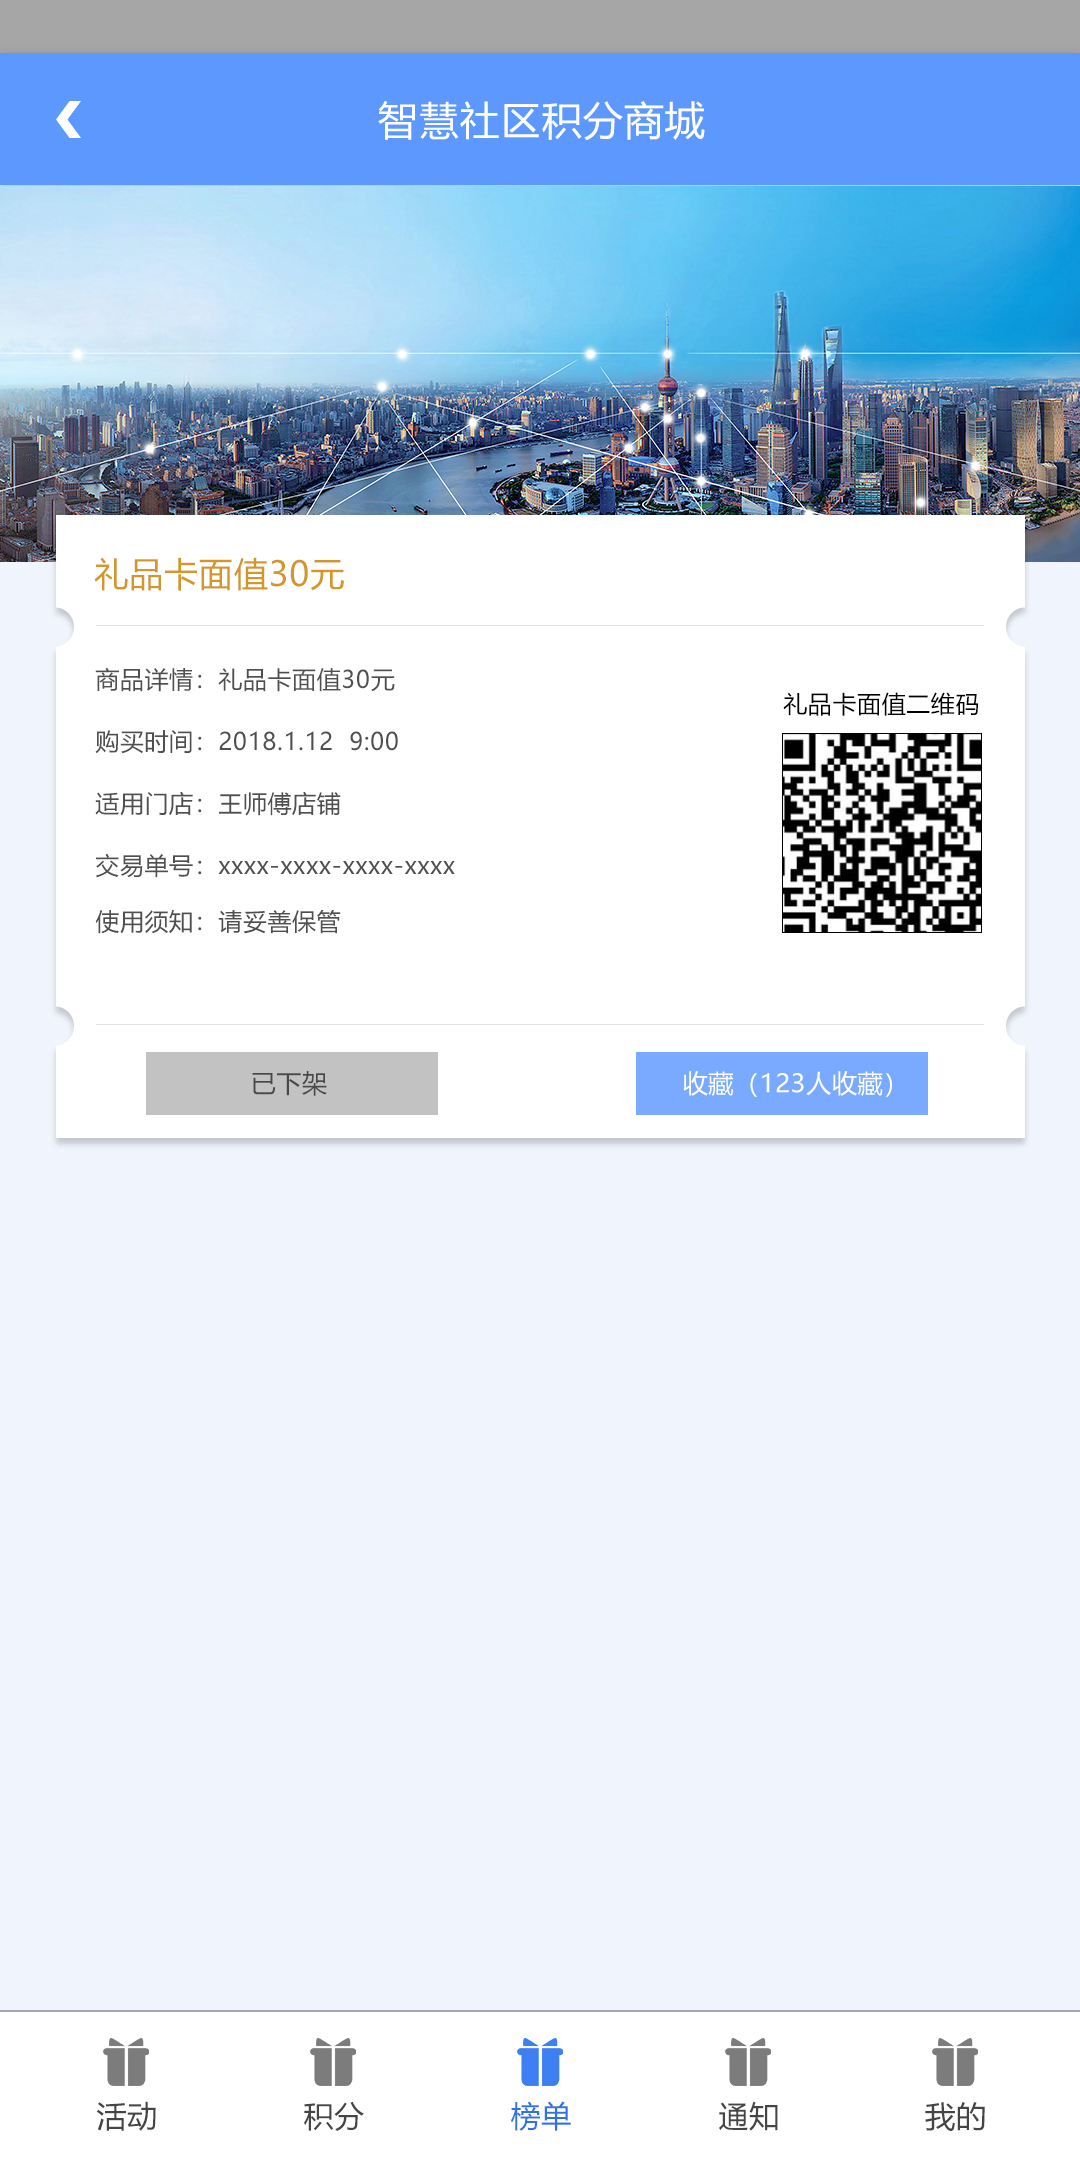 智慧社区积分商城
礼品卡面值30元
商品详情：礼品卡面值30元
礼品卡面值二维码
购买时间：2018.1.12 9:00
适用门店：王师傅店铺
交易单号：xxxx-xxxx-xxxx-xxxx
使用须知：请妥善保管
已下架
收藏（123人收藏）
活动
积分
榜单
通知
我的